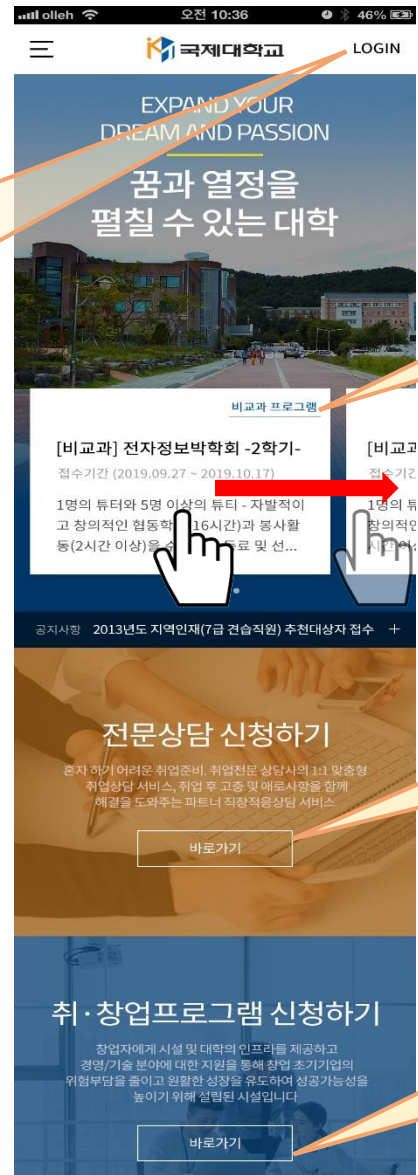 olleh 오전 10:36 46%
국제대학교 LOGIN
EXPAND YOUR
DREAM AND PASSION
꿈과 열정을
펼칠 수 있는 대학
비교과 프로그램
[비교과] 전자정보박학회 -2학기-
접수기간 (2019.09.27 ~ 2019.10.17)
1명의 튜터와 5명 이상의 튜티 - 자발적이
고 창의적인 협동학 16시간)과 봉사활
동(2시간 이상)을 료 및 선...
[비교과
접수기간
1명의 튜
창의적인
공지사항 2013년도 지역인재(7급 견습직원) 추천대상자 접수 +
전문상담 신청하기
혼자 하기 어려운 취업준비. 취업전문 상담사의 1:1 맞춤형
취업상담 서비스, 취업 후 고충 및 애로사항을 함께
해결을 도와주는 파트너 직장적응상담 서비스
바로가기
취·창업프로그램 신청하기
창업자에게 시설 및 대학의 인프라를 제공하고
경영/기술 분야에 대한 지원을 통해 창업 초기기업의
위험부담을 줄이고 원활한 성장을 유도하여 성공가능성을
높이기 위해 설립된 시설입니다
바로가기